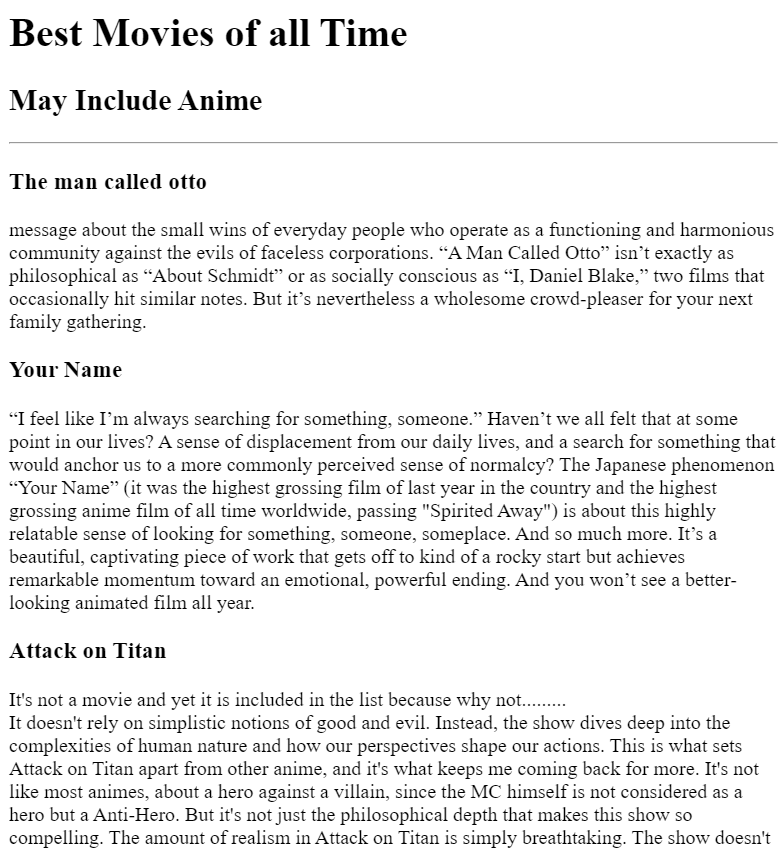 Best Movies of all Time
May Include Anime
The man called otto
message about the small wins of everyday people who operate as a functioning and harmonious
community against the evils of faceless corporations. “A Man Called Otto” isn’t exactly as
philosophical as “About Schmidt” or as socially conscious as “I, Daniel Blake,” two films that
occasionally hit similar notes. But it’s nevertheless a wholesome crowd-pleaser for your next
family gathering.
Your Name
“I feel like I’m always searching for something, someone.” Haven’t we all felt that at some
point in our lives? A sense of displacement from our daily lives, and a search for something that
would anchor us to a more commonly perceived sense of normalcy? The Japanese phenomenon
“Your Name” (it was the highest grossing film of last year in the country and the highest
grossing anime film of all time worldwide, passing "Spirited Away") is about this highly
relatable sense of looking for something, someone, someplace. And so much more. It’s a
beautiful, captivating piece of work that gets off to kind of a rocky start but achieves
remarkable momentum toward an emotional, powerful ending. And you won’t see a better-
looking animated film all year.
Attack on Titan
It's not a movie and yet it is included in the list because why not.........
It doesn't rely on simplistic notions of good and evil. Instead, the show dives deep into the
complexities of human nature and how our perspectives shape our actions. This is what sets
Attack on Titan apart from other anime, and it's what keeps me coming back for more. It's not
like most animes, about a hero against a villain, since the MC himself is not considered as a
hero but a Anti-Hero. But it's not just the philosophical depth that makes this show so
compelling. The amount of realism in Attack on Titan is simply breathtaking. The show doesn't